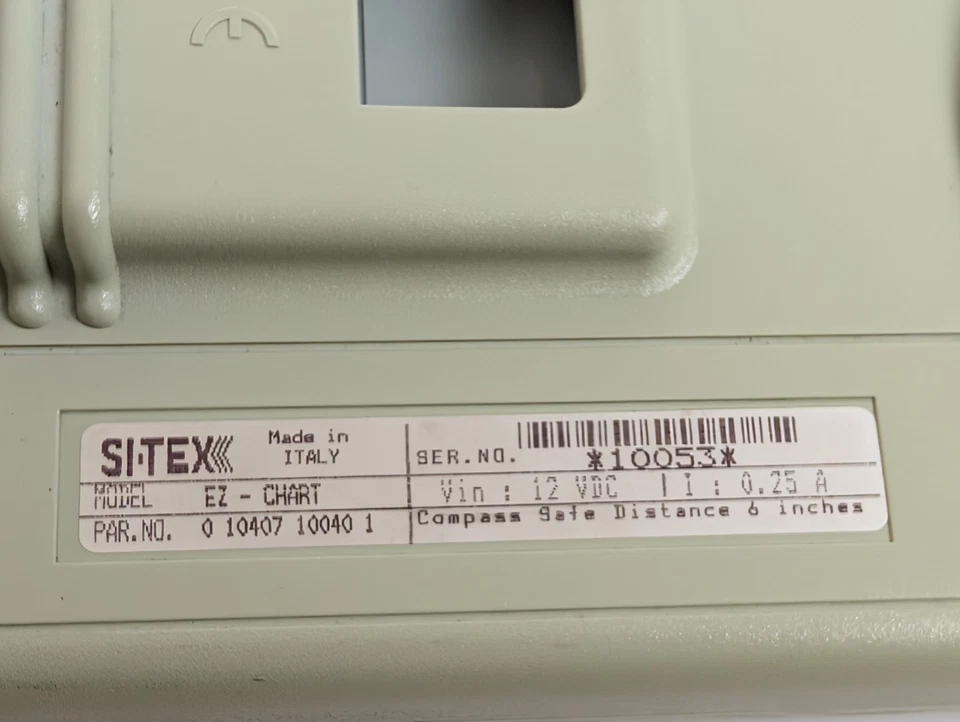 SI-TEX
Made in
ITALY
SER.NO.
*10053*
MODEL EZ - CHART
Vin : 12 VDC | I : 0.25 A
PAR.NO. 0 10407 10040 1
Compass Safe Distance 6 inches